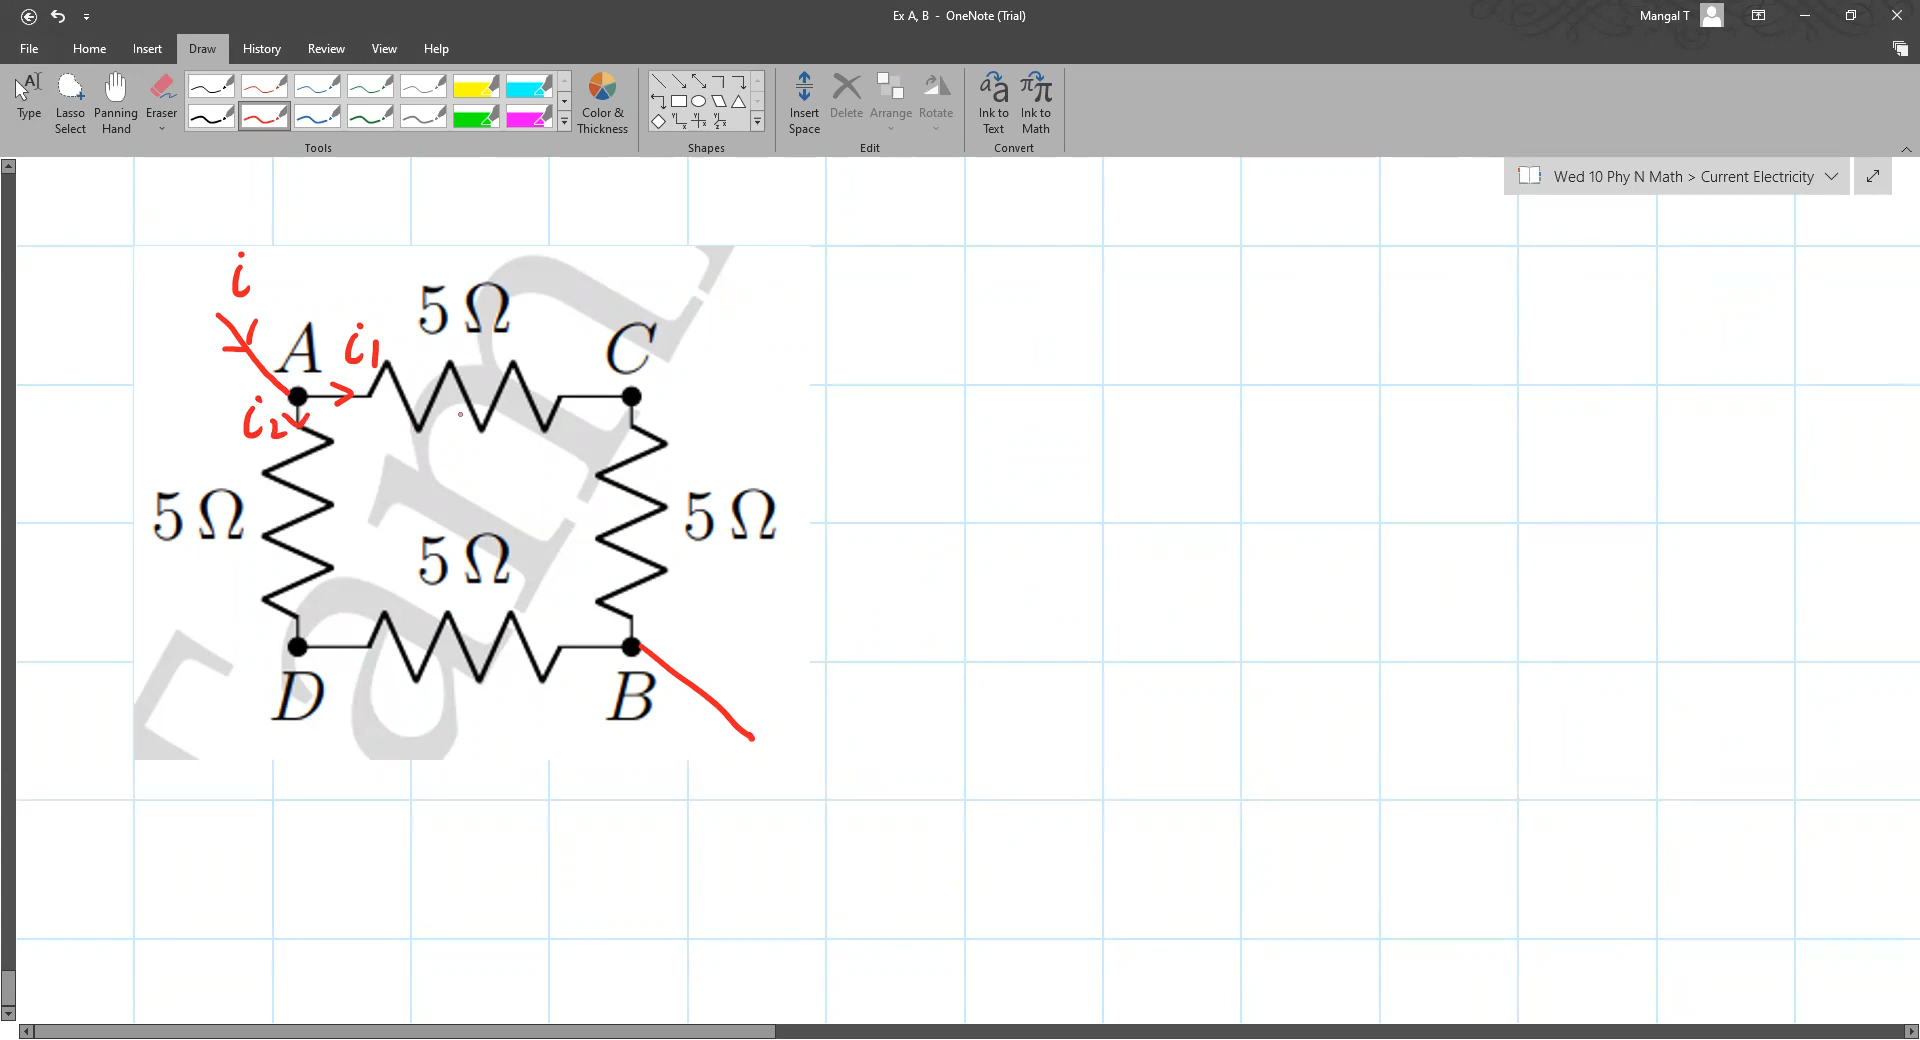 Ex A, B - OneNote (Trial)
Mangal T
File Home Insert Draw History Review View Help
Type
Lasso Select
Panning Hand
Eraser
Color & Thickness
Insert Space
Delete
Arrange
Rotate
Ink to Text
Ink to Math
Tools
Shapes
Edit
Convert
Wed 10 Phy N Math > Current Electricity
i
5 Ω
A
i1
C
i2
5 Ω
5 Ω
5 Ω
D
B